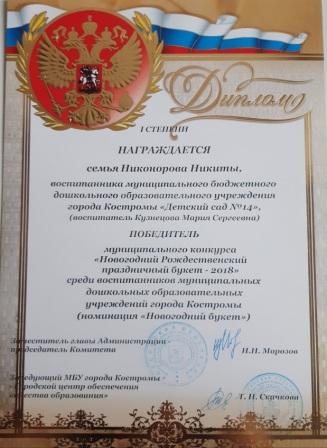 Диплом
I СТЕПЕНИ
НАГРАЖДАЕТСЯ
семья Никонорова Никиты,
воспитанника муниципального бюджетного
дошкольного образовательного учреждения
города Костромы «Детский сад №14»,
(воспитатель Кузнецова Мария Сергеевна)
ПОБЕДИТЕЛЬ
муниципального конкурса
«Новогодний Рождественский
праздничный букет - 2018»
среди воспитанников муниципальных
дошкольных образовательных
учреждений города Костромы
(номинация «Новогодний букет»)
Заместитель главы Администрации -
председатель Комитета
И.Н. Морозов
Заведующий МБУ города Костромы
«Городской центр обеспечения
качества образования»
Т. Н. Скачкова